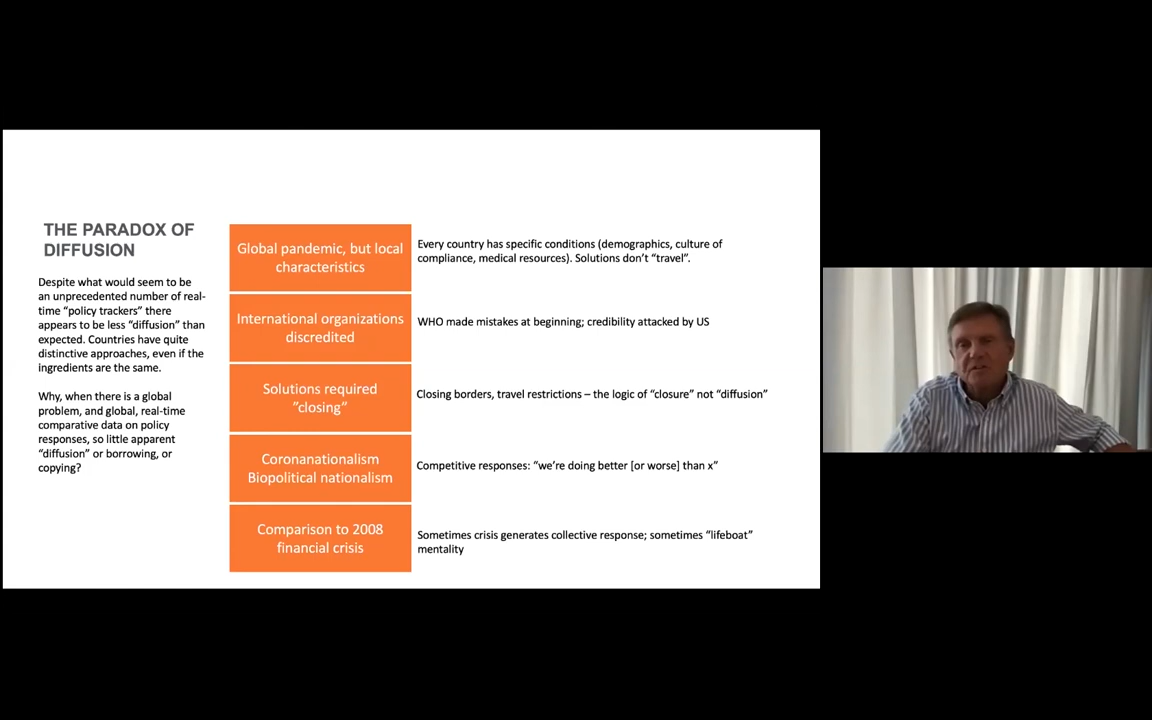 THE PARADOX OF
DIFFUSION
Despite what would seem to be
an unprecedented number of real-
time “policy trackers” there
appears to be less “diffusion” than
expected. Countries have quite
distinctive approaches, even if the
ingredients are the same.
Why, when there is a global
problem, and global, real-time
comparative data on policy
responses, so little apparent
“diffusion” or borrowing, or
copying?
Global pandemic, but local
characteristics
Every country has specific conditions (demographics, culture of
compliance, medical resources). Solutions don’t “travel”.
International organizations
discredited
WHO made mistakes at beginning; credibility attacked by US
Solutions required
”closing”
Closing borders, travel restrictions – the logic of “closure” not “diffusion”
Coronanationalism
Biopolitical nationalism
Competitive responses: “we’re doing better [or worse] than x”
Comparison to 2008
financial crisis
Sometimes crisis generates collective response; sometimes “lifeboat”
mentality